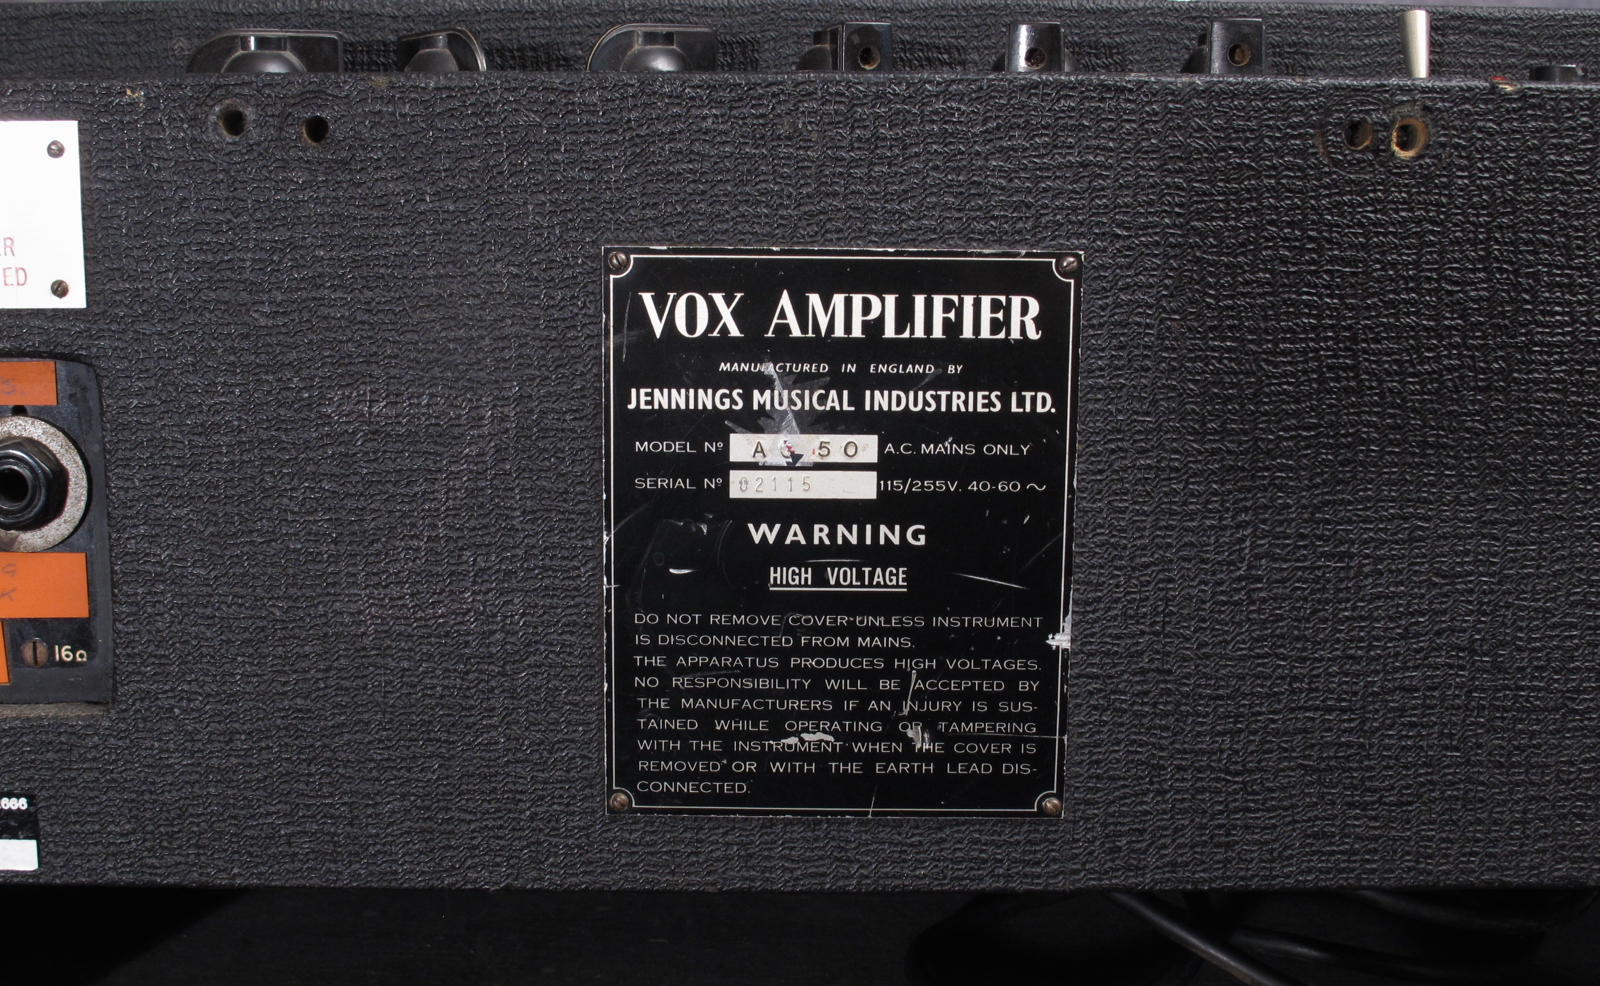 R
ED
VOX AMPLIFIER
MANUFACTURED IN ENGLAND BY
JENNINGS MUSICAL INDUSTRIES LTD.
MODEL Nº A 50 A.C. MAINS ONLY
SERIAL Nº 02115 115/255V. 40-60 ~
WARNING
HIGH VOLTAGE
DO NOT REMOVE COVER UNLESS INSTRUMENT
IS DISCONNECTED FROM MAINS.
THE APPARATUS PRODUCES HIGH VOLTAGES.
NO RESPONSIBILITY WILL BE ACCEPTED BY
THE MANUFACTURERS IF AN INJURY IS SUS-
TAINED WHILE OPERATING OR TAMPERING
WITH THE INSTRUMENT WHEN THE COVER IS
REMOVED OR WITH THE EARTH LEAD DIS-
CONNECTED.
16Ω
666